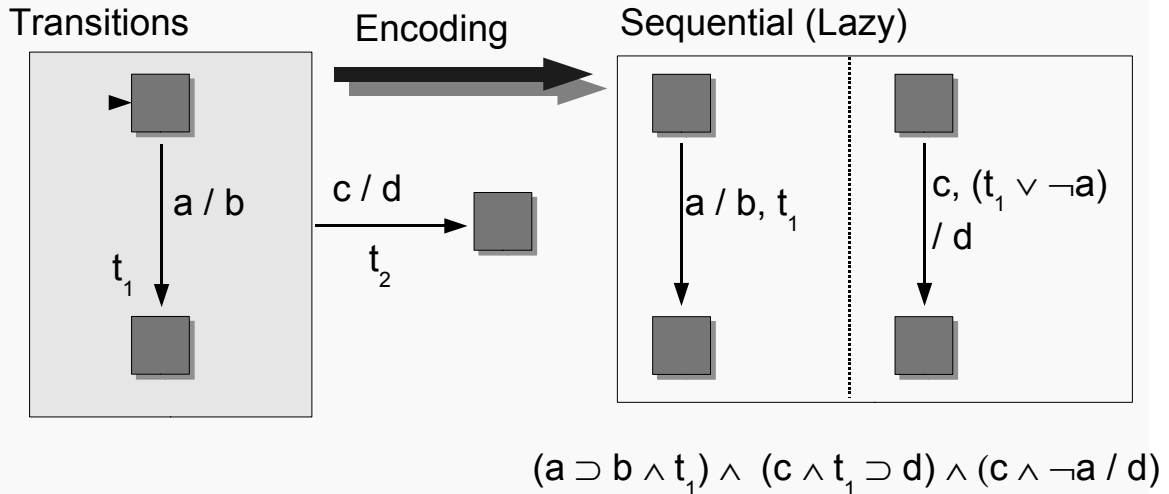 Transitions
Encoding
Sequential (Lazy)
a / b
t₁
c / d
t₂
a / b, t₁
c, (t₁ ∨ ¬a)
/ d
(a ⊃ b ∧ t₁) ∧ (c ∧ t₁ ⊃ d) ∧ (c ∧ ¬a / d)